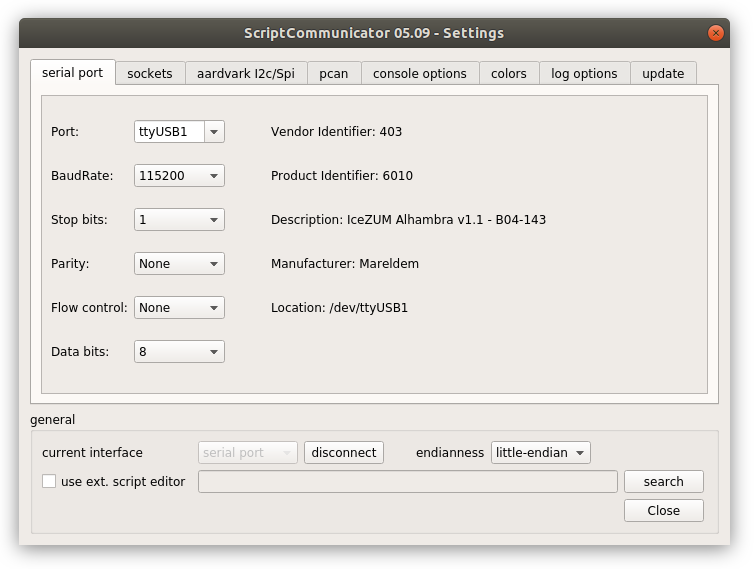 ScriptCommunicator 05.09 - Settings
serial port sockets aardvark I2c/Spi pcan console options colors log options update
Port: ttyUSB1 Vendor Identifier: 403
BaudRate: 115200 Product Identifier: 6010
Stop bits: 1 Description: IceZUM Alhambra v1.1 - B04-143
Parity: None Manufacturer: Mareldem
Flow control: None Location: /dev/ttyUSB1
Data bits: 8
general
current interface serial port disconnect endianness little-endian
use ext. script editor search
Close